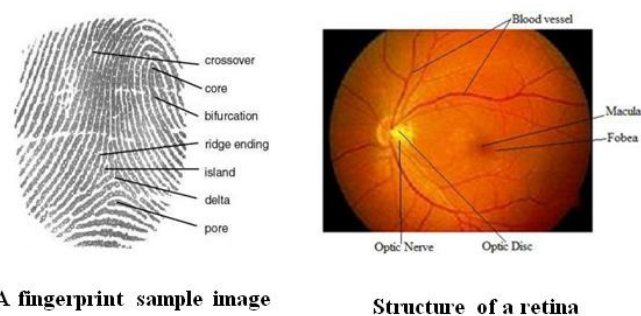 crossover
core
bifurcation
ridge ending
island
delta
pore
A fingerprint sample image
Blood vessel
Macula
Fobea
Optic Nerve
Optic Disc
Structure of a retina